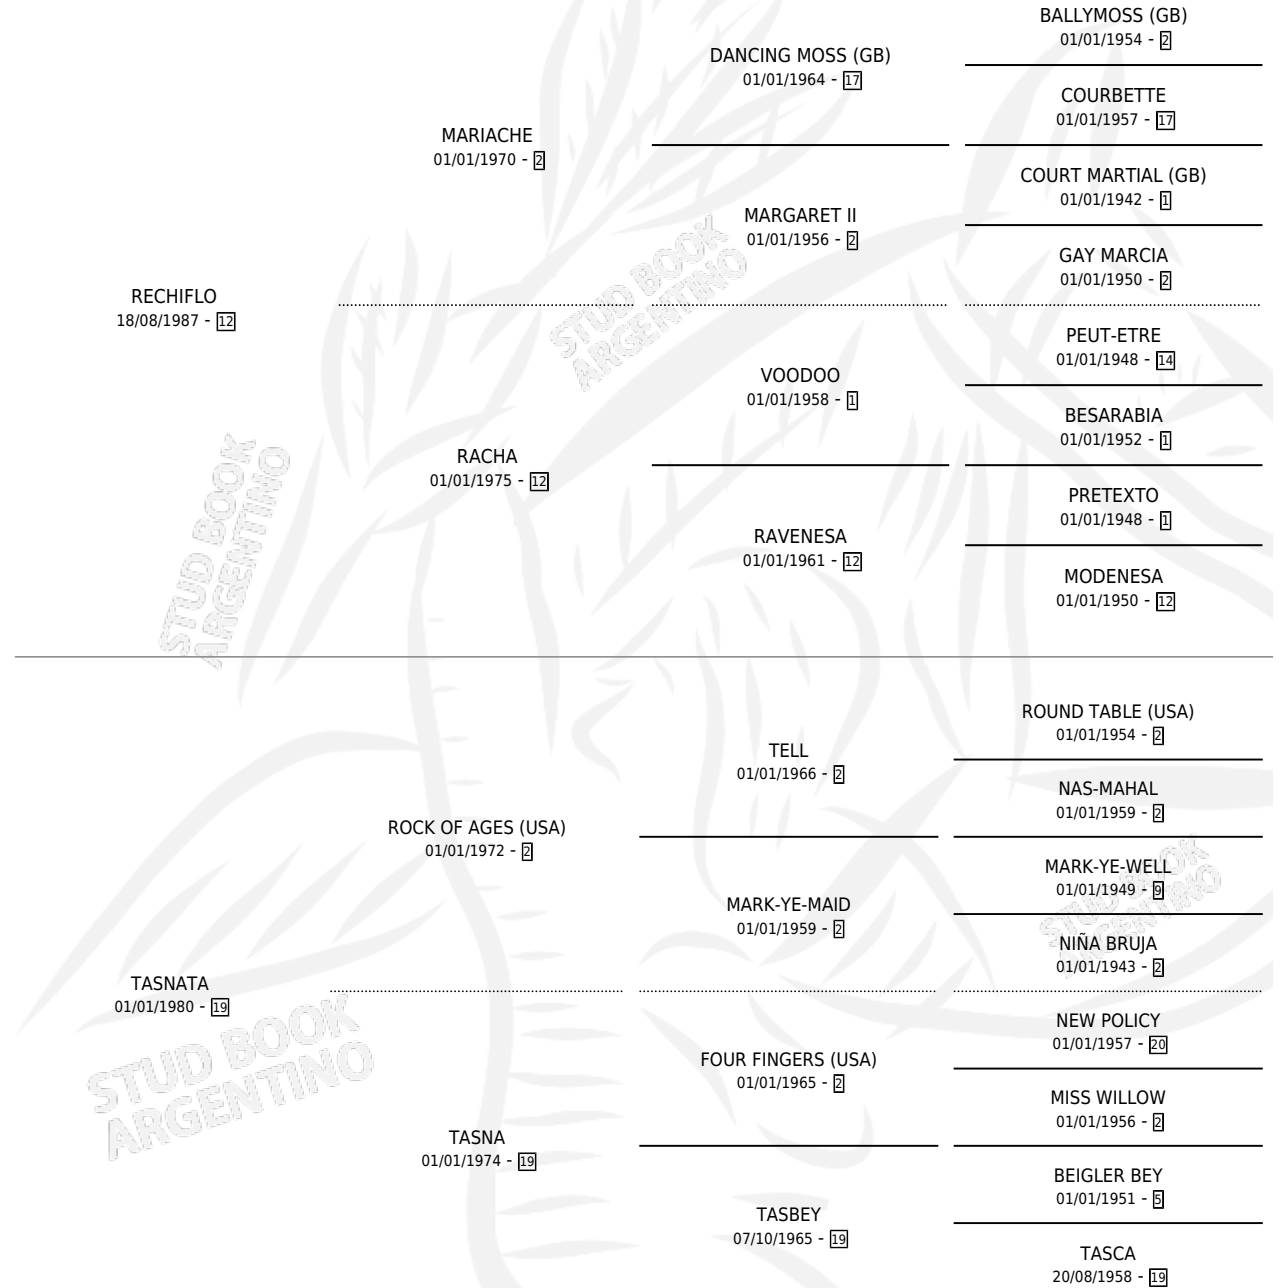 BALLYMOSS (GB)
01/01/1954 - 2
DANCING MOSS (GB)
01/01/1964 - 17
COURBETTE
01/01/1957 - 17
MARIACHE
01/01/1970 - 2
COURT MARTIAL (GB)
01/01/1942 - 1
MARGARET II
01/01/1956 - 2
GAY MARCIA
01/01/1950 - 2
RECHIFLO
18/08/1987 - 12
STUD BOOK
ARGENTINO
PEUT-ETRE
01/01/1948 - 14
VOODOO
01/01/1958 - 1
BESARABIA
01/01/1952 - 1
RACHA
01/01/1975 - 12
PRETEXTO
01/01/1948 - 1
RAVENESA
01/01/1961 - 12
MODENESA
01/01/1950 - 12
STUD BOOK
ARGENTINO
ROUND TABLE (USA)
01/01/1954 - 2
TELL
01/01/1966 - 2
NAS-MAHAL
01/01/1959 - 2
ROCK OF AGES (USA)
01/01/1972 - 2
MARK-YE-WELL
01/01/1949 - 9
MARK-YE-MAID
01/01/1959 - 2
STUD BOOK
ARGENTINO
NIÑA BRUJA
01/01/1943 - 2
TASNATA
01/01/1980 - 19
NEW POLICY
01/01/1957 - 20
FOUR FINGERS (USA)
01/01/1965 - 2
STUD BOOK
ARGENTINO
MISS WILLOW
01/01/1956 - 2
TASNA
01/01/1974 - 19
BEIGLER BEY
01/01/1951 - 5
TASBEY
07/10/1965 - 19
TASCA
20/08/1958 - 19